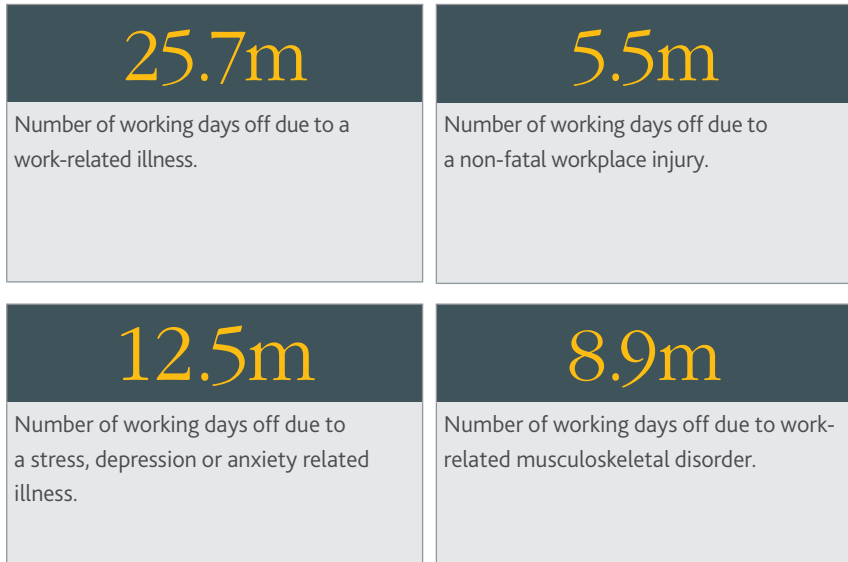 25.7m
Number of working days off due to a
work-related illness.
5.5m
Number of working days off due to
a non-fatal workplace injury.
12.5m
Number of working days off due to
a stress, depression or anxiety related
illness.
8.9m
Number of working days off due to work-
related musculoskeletal disorder.